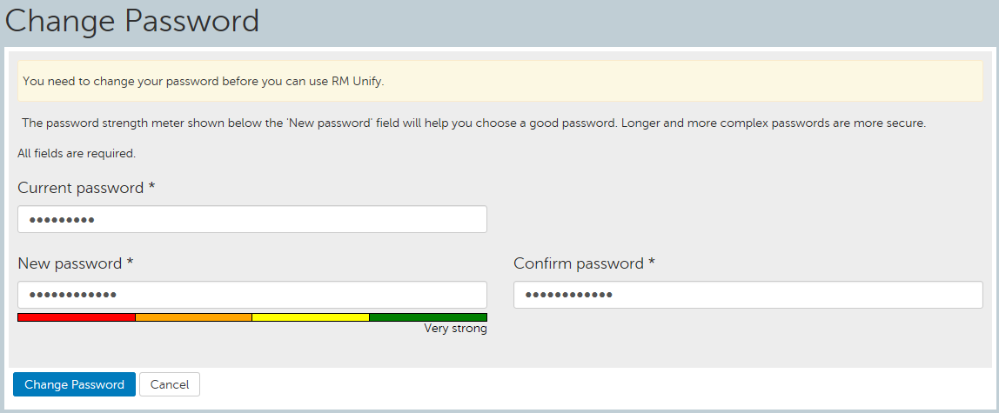 Change Password
You need to change your password before you can use RM Unify.
The password strength meter shown below the 'New password' field will help you choose a good password. Longer and more complex passwords are more secure.
All fields are required.
Current password *
•••••••••
New password * Confirm password *
•••••••••••• ••••••••••••
Very strong
Change Password Cancel